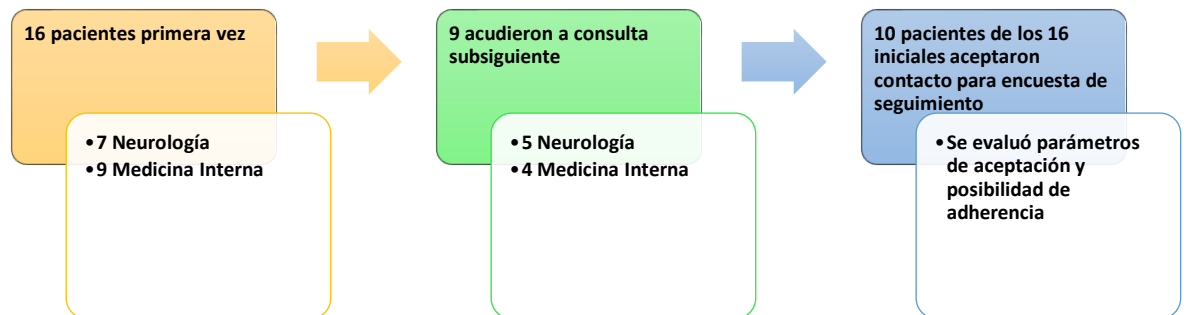 16 pacientes primera vez
•7 Neurología
•9 Medicina Interna
9 acudieron a consulta
subsiguiente
•5 Neurología
•4 Medicina Interna
10 pacientes de los 16
iniciales aceptaron
contacto para encuesta de
seguimiento
•Se evaluó parámetros
de aceptación y
posibilidad de
adherencia